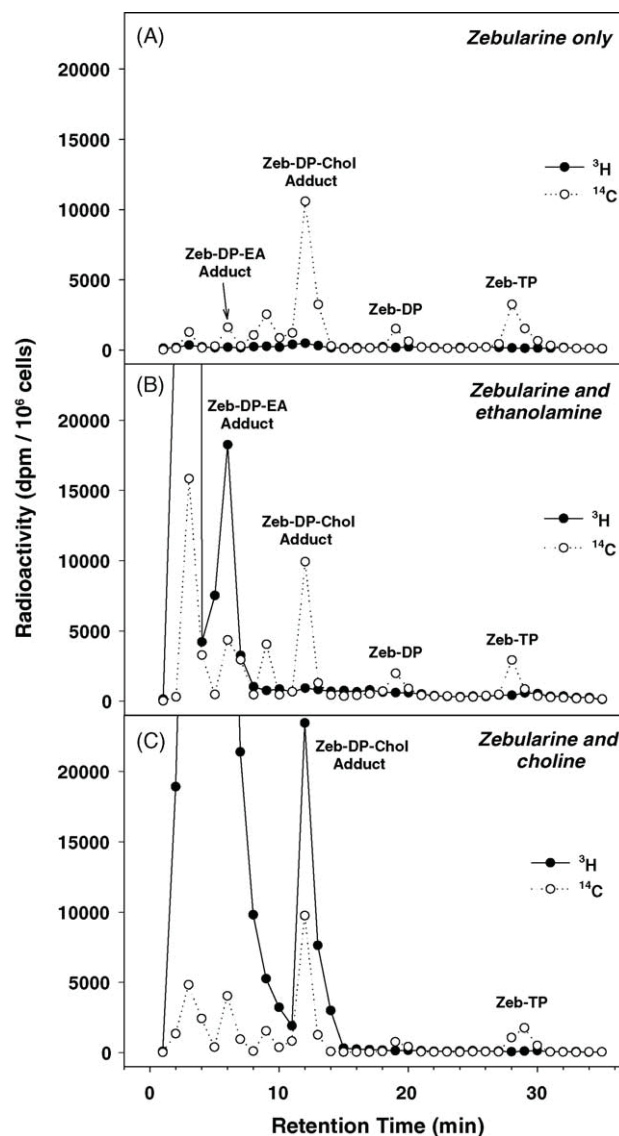 (A)
Zebularine only
20000
15000
10000
5000
0
Zeb-DP-Chol
Adduct
Zeb-DP-EA
Adduct
Zeb-DP
Zeb-TP
³H
¹⁴C
(B)
Zebularine and
ethanolamine
20000
15000
10000
5000
0
Zeb-DP-EA
Adduct
Zeb-DP-Chol
Adduct
Zeb-DP
Zeb-TP
³H
¹⁴C
(C)
Zebularine and
choline
20000
15000
10000
5000
0
Zeb-DP-Chol
Adduct
Zeb-TP
³H
¹⁴C
Radioactivity (dpm / 10⁶ cells)
0 10 20 30
Retention Time (min)